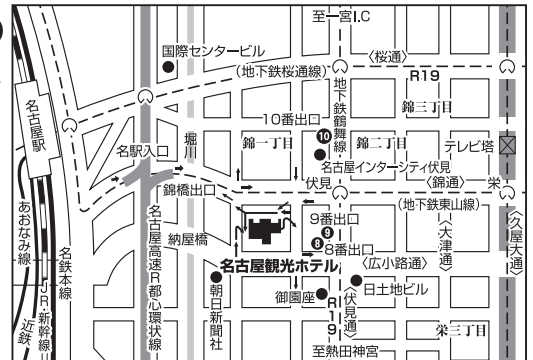 至一宮I.C
国際センタービル
〈桜通〉
(地下鉄桜通線)
R19
地下鉄鶴舞線
錦三丁目
10番出口
10
名古屋駅
名駅入口
堀川
錦一丁目
錦二丁目
テレビ塔
名古屋インターシティ伏見
錦橋出口
伏見
〈錦通〉
栄
(地下鉄東山線)
あおなみ線
名鉄本線
名古屋高速R都心環状線
納屋橋
9番出口
9
8
8番出口
〈大津通〉
〈久屋大通〉
名古屋観光ホテル
〈広小路通〉
朝日新聞社
御園座
日土地ビル
JR・新幹線
近鉄
R19
〈伏見通〉
栄三丁目
至熱田神宮